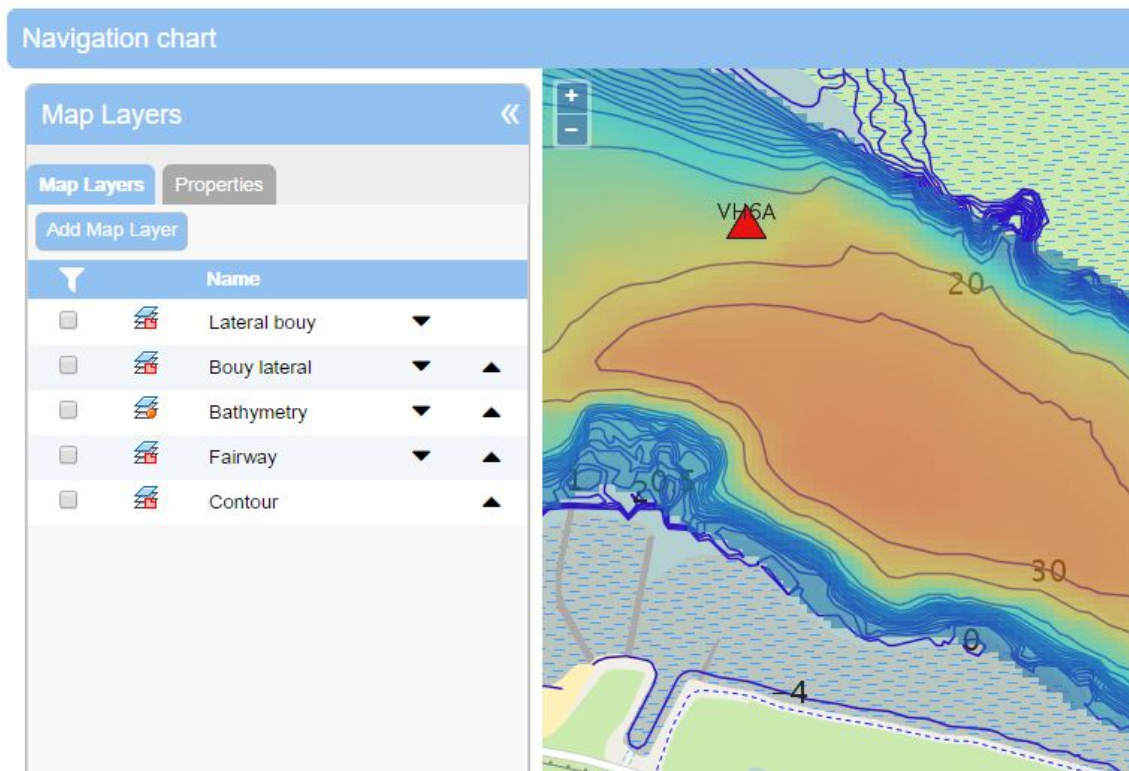 Navigation chart
Map Layers
«
Map Layers Properties
Add Map Layer
Name
Lateral bouy
Bouy lateral
Bathymetry
Fairway
Contour
+
−
VH6A
20
30
0
-4